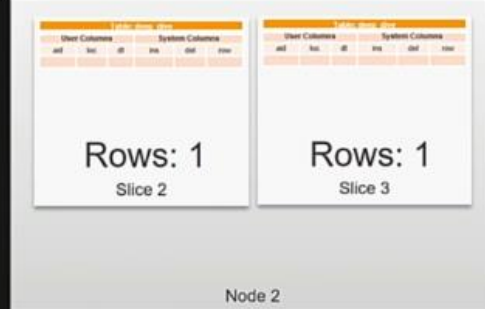 Table: deep_dive
User Columns System Columns
aid loc dt ins del row
Rows: 1
Slice 2
Table: deep_dive
User Columns System Columns
aid loc dt ins del row
Rows: 1
Slice 3
Node 2